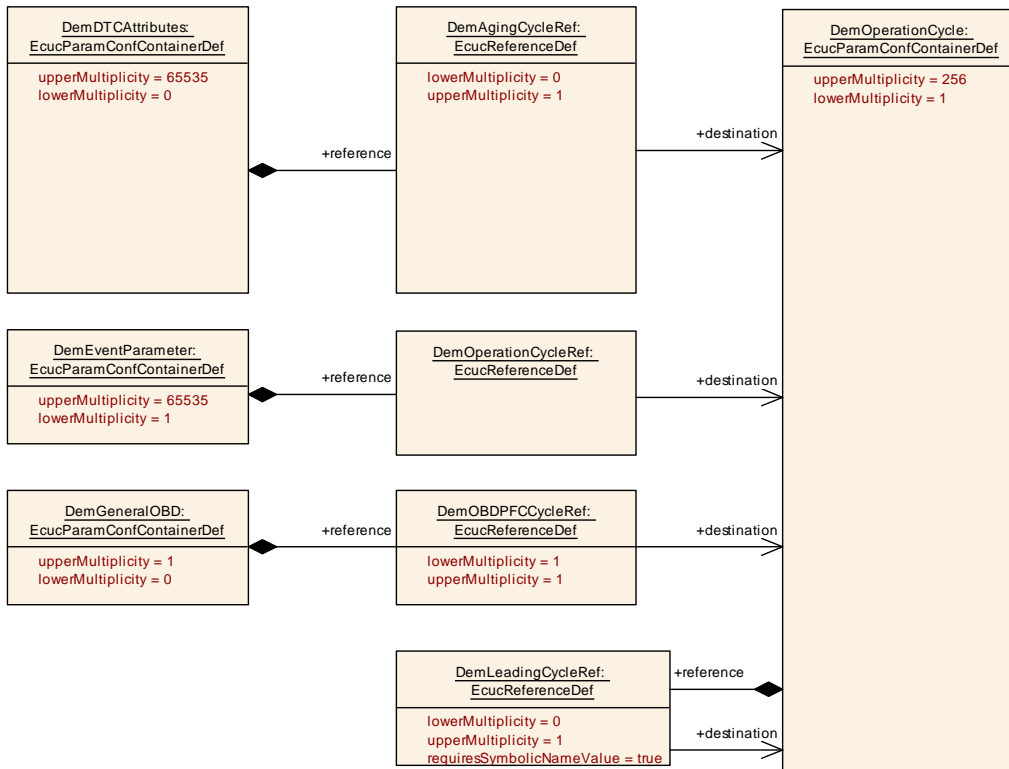 DemDTCAttributes:
EcucParamConfContainerDef
upperMultiplicity = 65535
lowerMultiplicity = 0
+reference
DemAgingCycleRef:
EcucReferenceDef
lowerMultiplicity = 0
upperMultiplicity = 1
+destination
DemOperationCycle:
EcucParamConfContainerDef
upperMultiplicity = 256
lowerMultiplicity = 1
DemEventParameter:
EcucParamConfContainerDef
upperMultiplicity = 65535
lowerMultiplicity = 1
+reference
DemOperationCycleRef:
EcucReferenceDef
+destination
DemGeneralOBD:
EcucParamConfContainerDef
upperMultiplicity = 1
lowerMultiplicity = 0
+reference
DemOBDPFCCycleRef:
EcucReferenceDef
lowerMultiplicity = 1
upperMultiplicity = 1
+destination
DemLeadingCycleRef:
EcucReferenceDef
lowerMultiplicity = 0
upperMultiplicity = 1
requiresSymbolicNameValue = true
+reference
+destination